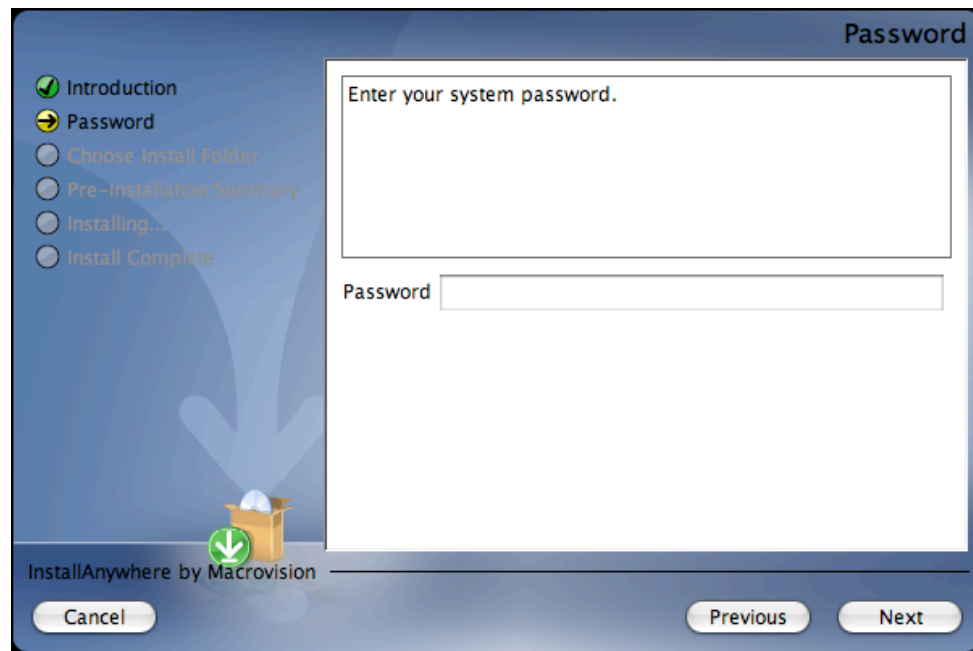 Password
Introduction
Password
Choose Install Folder
Pre-Installation Summary
Installing...
Install Complete
Enter your system password.
Password
InstallAnywhere by Macrovision
Cancel
Previous
Next